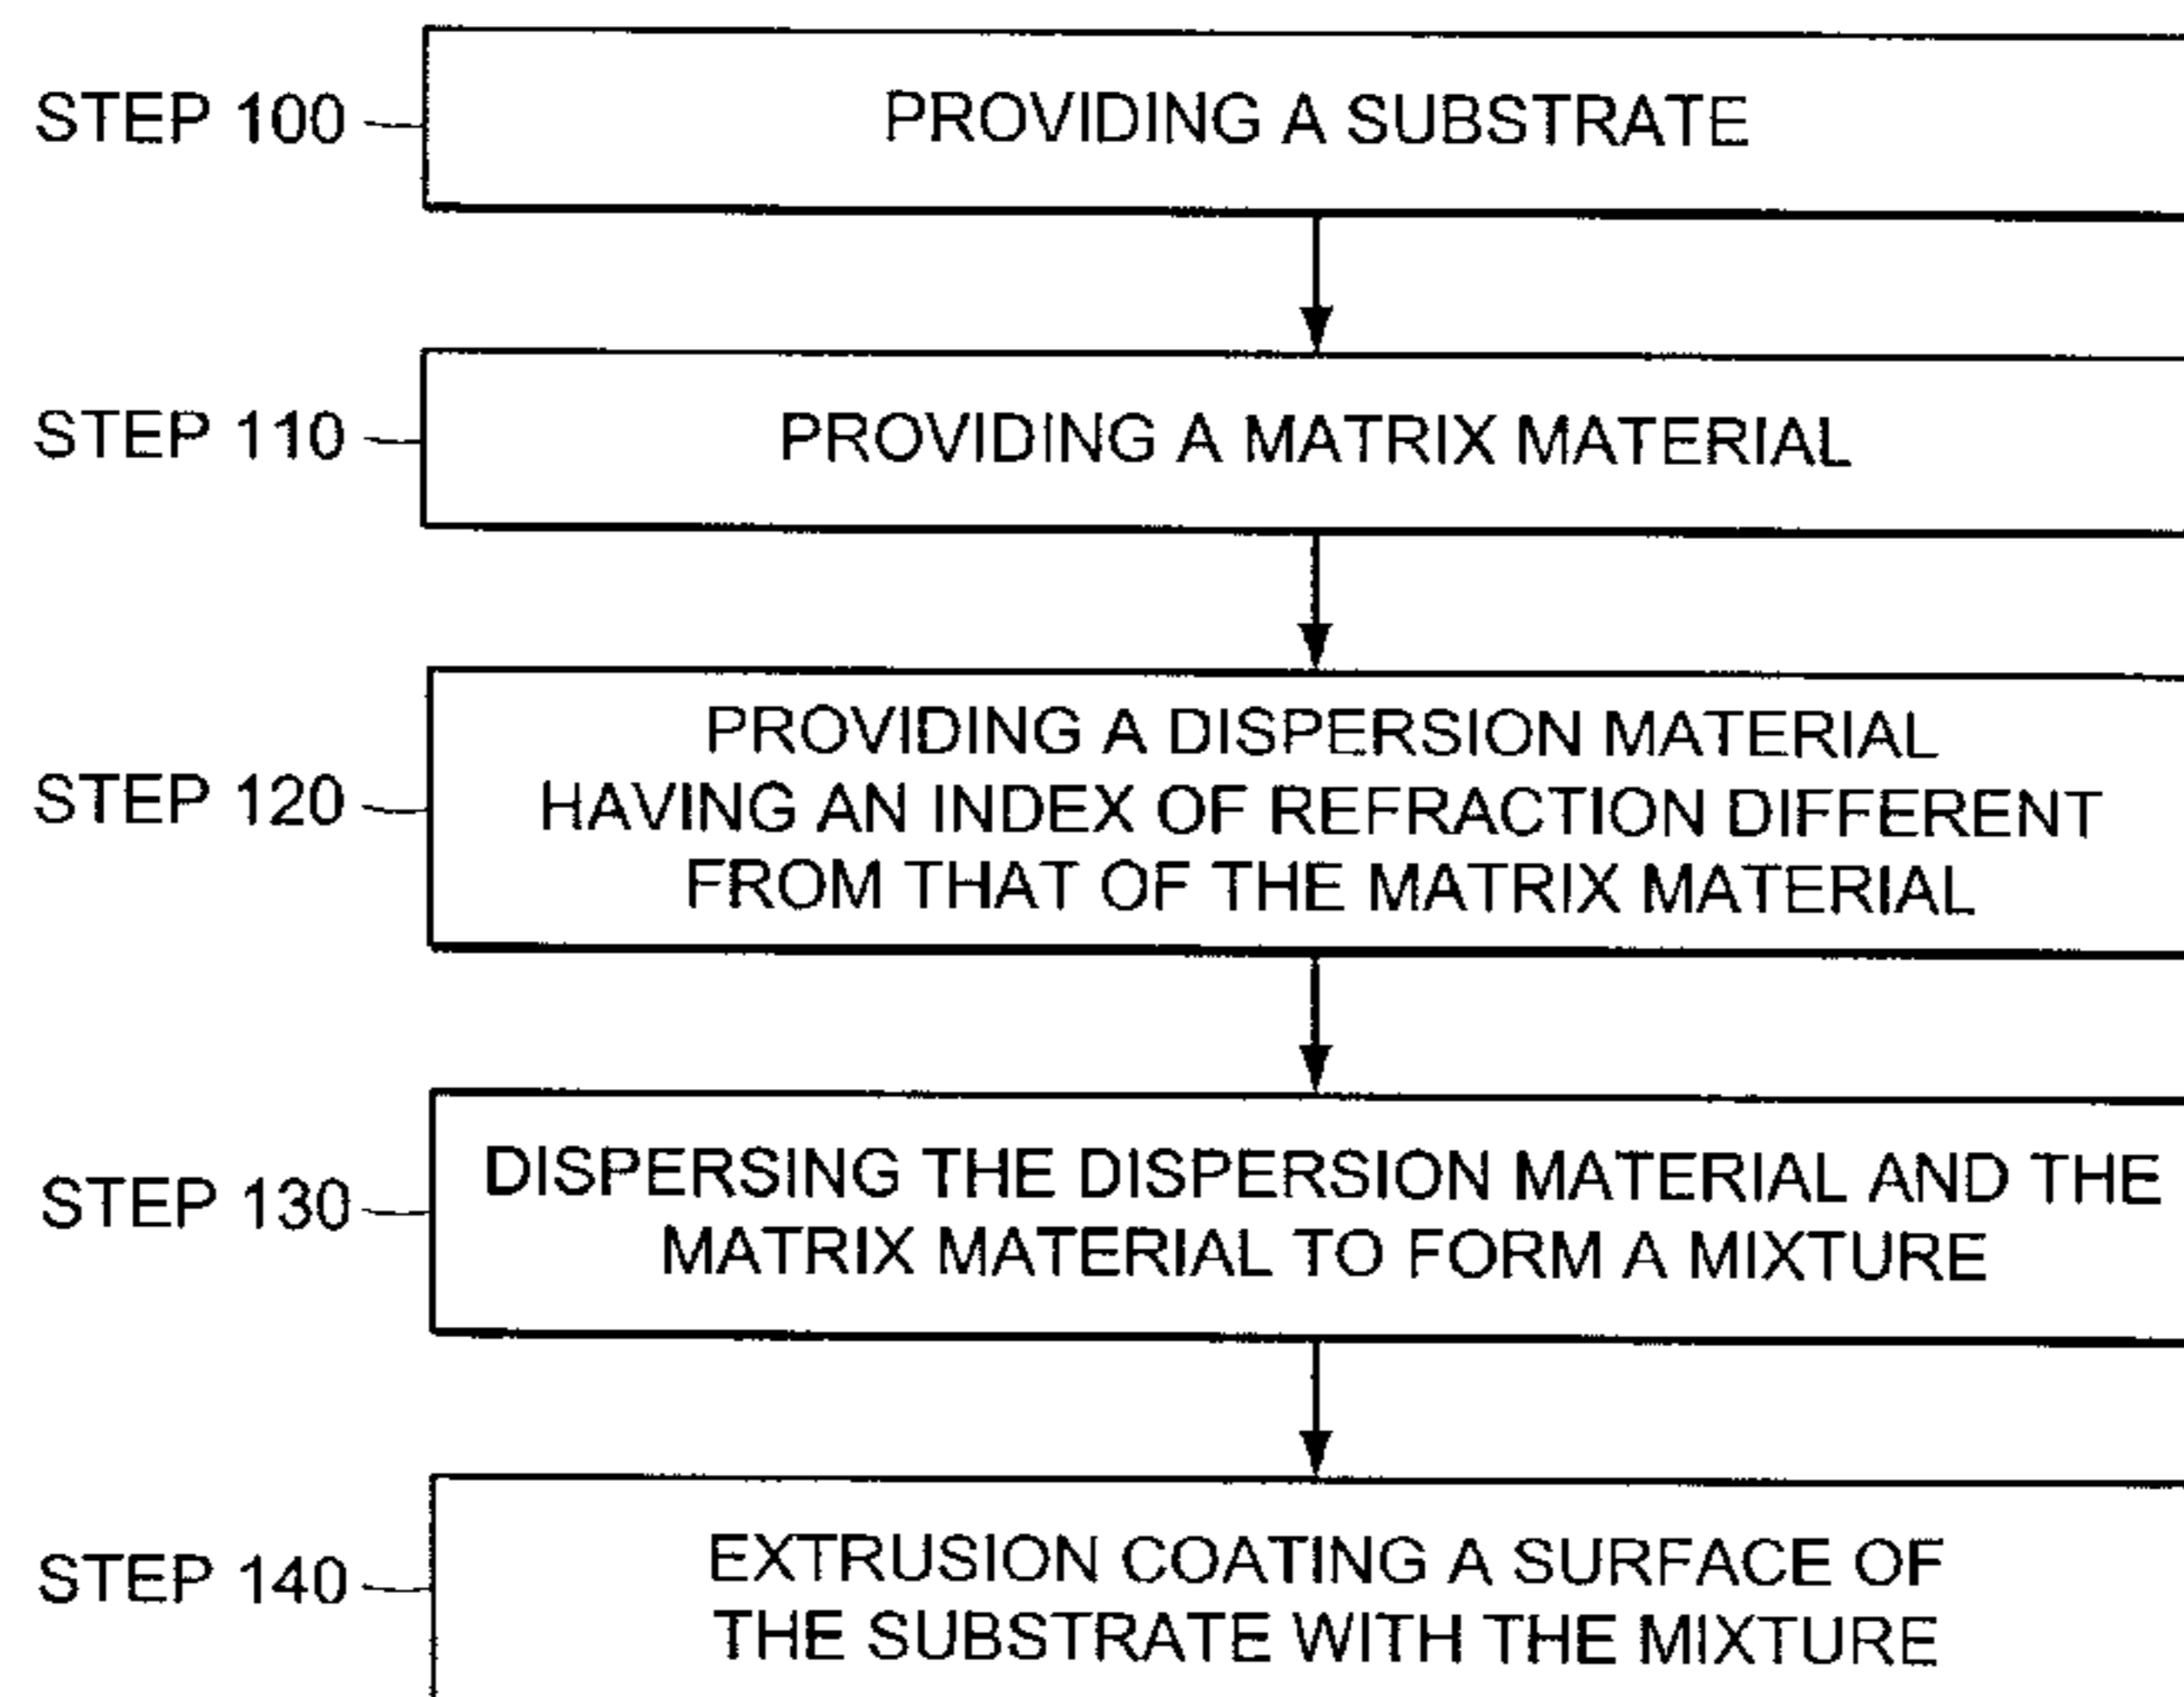 STEP 100
PROVIDING A SUBSTRATE
STEP 110
PROVIDING A MATRIX MATERIAL
STEP 120
PROVIDING A DISPERSION MATERIAL
HAVING AN INDEX OF REFRACTION DIFFERENT
FROM THAT OF THE MATRIX MATERIAL
STEP 130
DISPERSING THE DISPERSION MATERIAL AND THE
MATRIX MATERIAL TO FORM A MIXTURE
STEP 140
EXTRUSION COATING A SURFACE OF
THE SUBSTRATE WITH THE MIXTURE